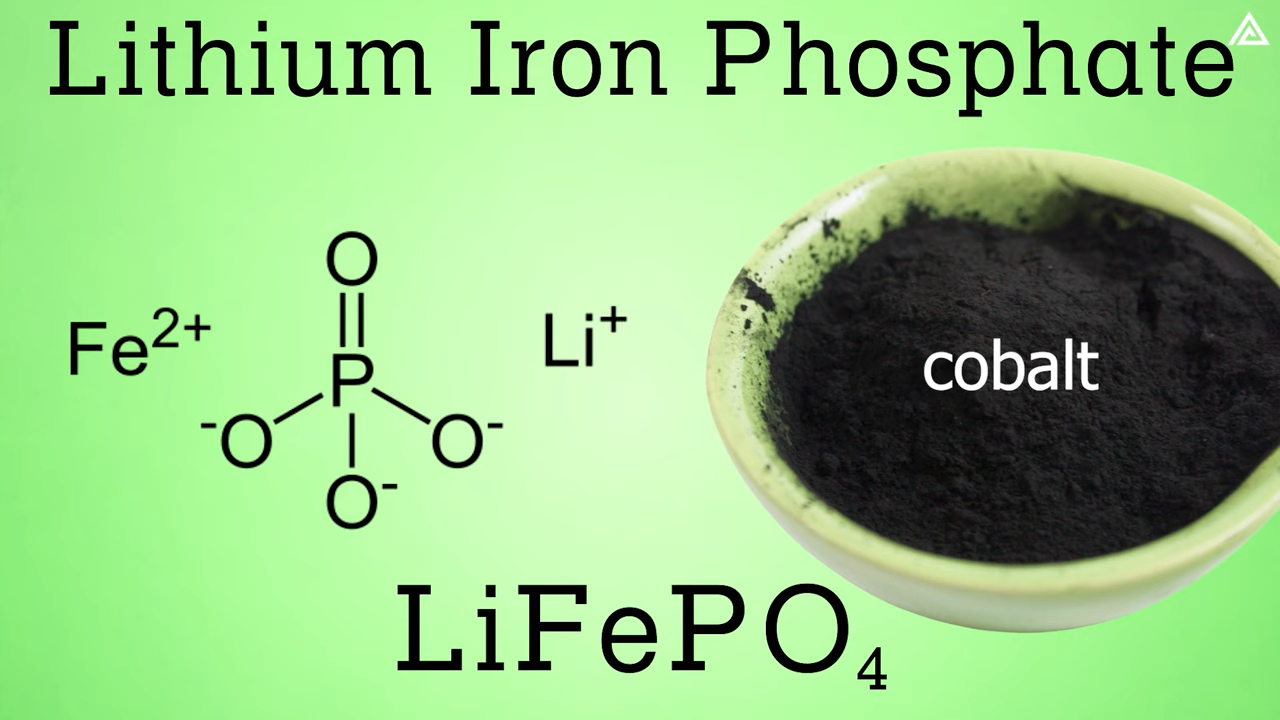 Lithium Iron Phosphate
O
Fe²⁺
P
Li⁺
⁻O
O⁻
O⁻
cobalt
LiFePO₄